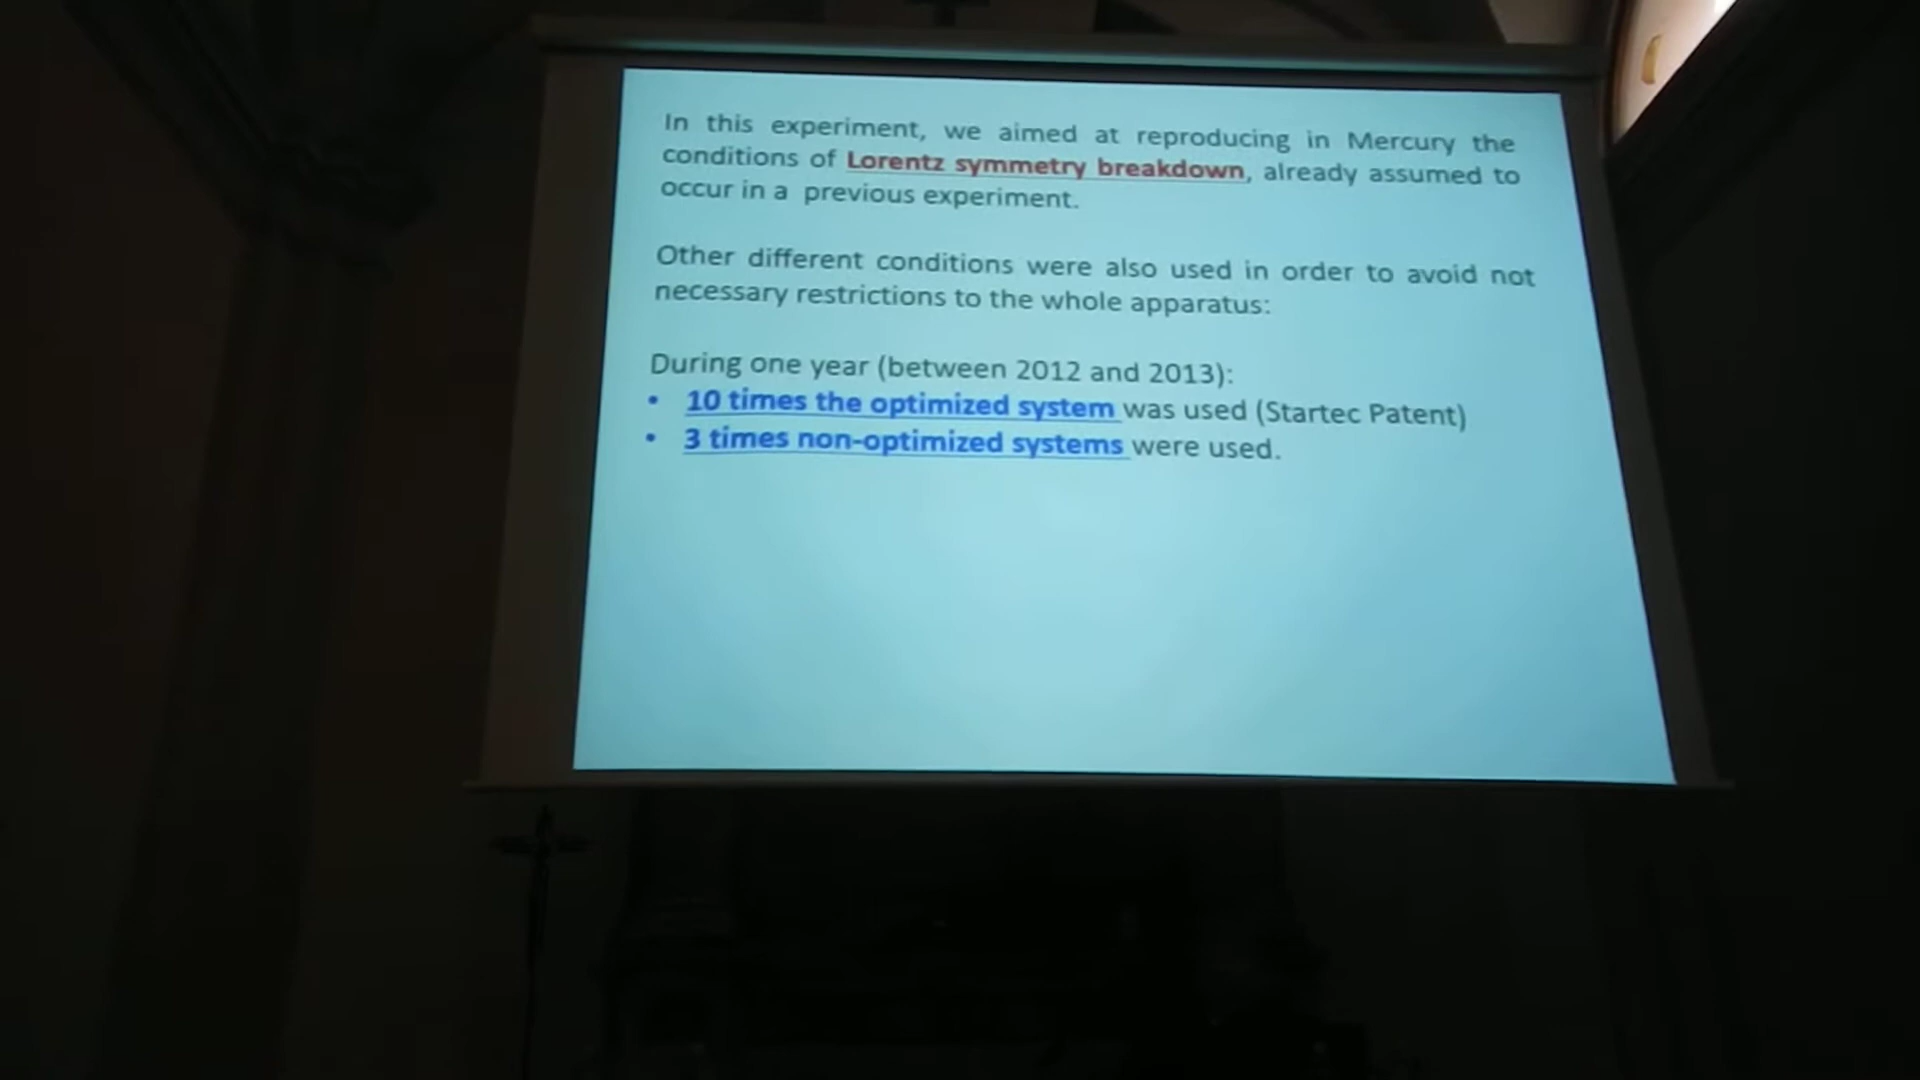 In this experiment, we aimed at reproducing in Mercury the
conditions of Lorentz symmetry breakdown, already assumed to
occur in a previous experiment.
Other different conditions were also used in order to avoid not
necessary restrictions to the whole apparatus:
During one year (between 2012 and 2013):
• 10 times the optimized system was used (Startec Patent)
• 3 times non-optimized systems were used.